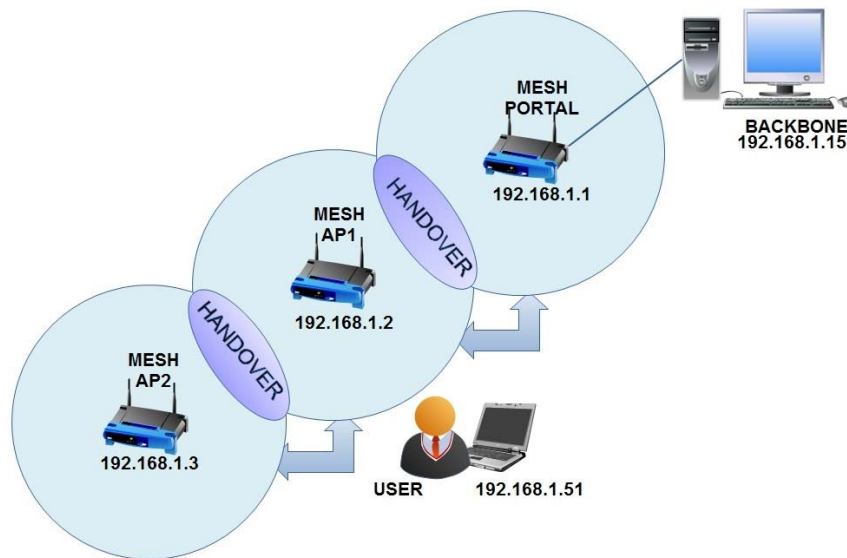 MESH
PORTAL
192.168.1.1
BACKBONE
192.168.1.15
HANDOVER
MESH
AP1
192.168.1.2
HANDOVER
MESH
AP2
192.168.1.3
USER
192.168.1.51